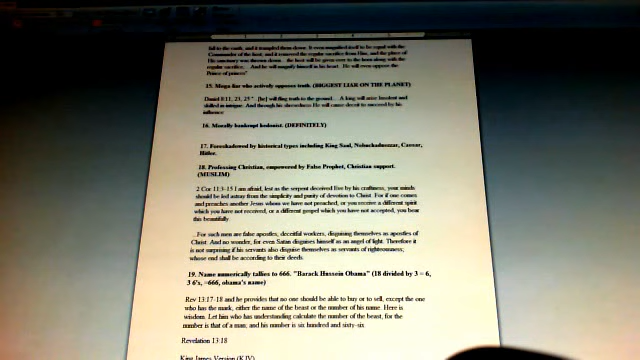 fall to the earth, and it trampled them down. It even magnified itself to be equal with the
Commander of the host; and it removed the regular sacrifice from Him, and the place of
His sanctuary was thrown down. the host will be given over to the horn along with the
regular sacrifice... And he will magnify himself in his heart. He will even oppose the
Prince of princes"
15. Mega liar who actively opposes truth. (BIGGEST LIAR ON THE PLANET)
Daniel 8:11, 23, 25 " [he] will fling truth to the ground... A king will arise insolent and
skilled in intrigue. And through his shrewdness He will cause deceit to succeed by his
influence
16. Morally bankrupt hedonist. (DEFINITELY)
17. Foreshadowed by historical types including King Saul, Nebuchadnezzar, Caesar,
Hitler.
18. Professing Christian, empowered by False Prophet, Christian support.
(MUSLIM)
2 Cor 11:3-15 I am afraid, lest as the serpent deceived Eve by his craftiness, your minds
should be led astray from the simplicity and purity of devotion to Christ. For if one comes
and preaches another Jesus whom we have not preached, or you receive a different spirit
which you have not received, or a different gospel which you have not accepted, you bear
this beautifully.
...For such men are false apostles, deceitful workers, disguising themselves as apostles of
Christ. And no wonder, for even Satan disguises himself as an angel of light. Therefore it
is not surprising if his servants also disguise themselves as servants of righteousness;
whose end shall be according to their deeds.
19. Name numerically tallies to 666. "Barack Hussein Obama" (18 divided by 3 = 6,
3 6's, =666, obama's name)
Rev 13:17-18 and he provides that no one should be able to buy or to sell, except the one
who has the mark, either the name of the beast or the number of his name. Here is
wisdom. Let him who has understanding calculate the number of the beast, for the
number is that of a man; and his number is six hundred and sixty-six
Revelation 13:18
King James Version (KJV)